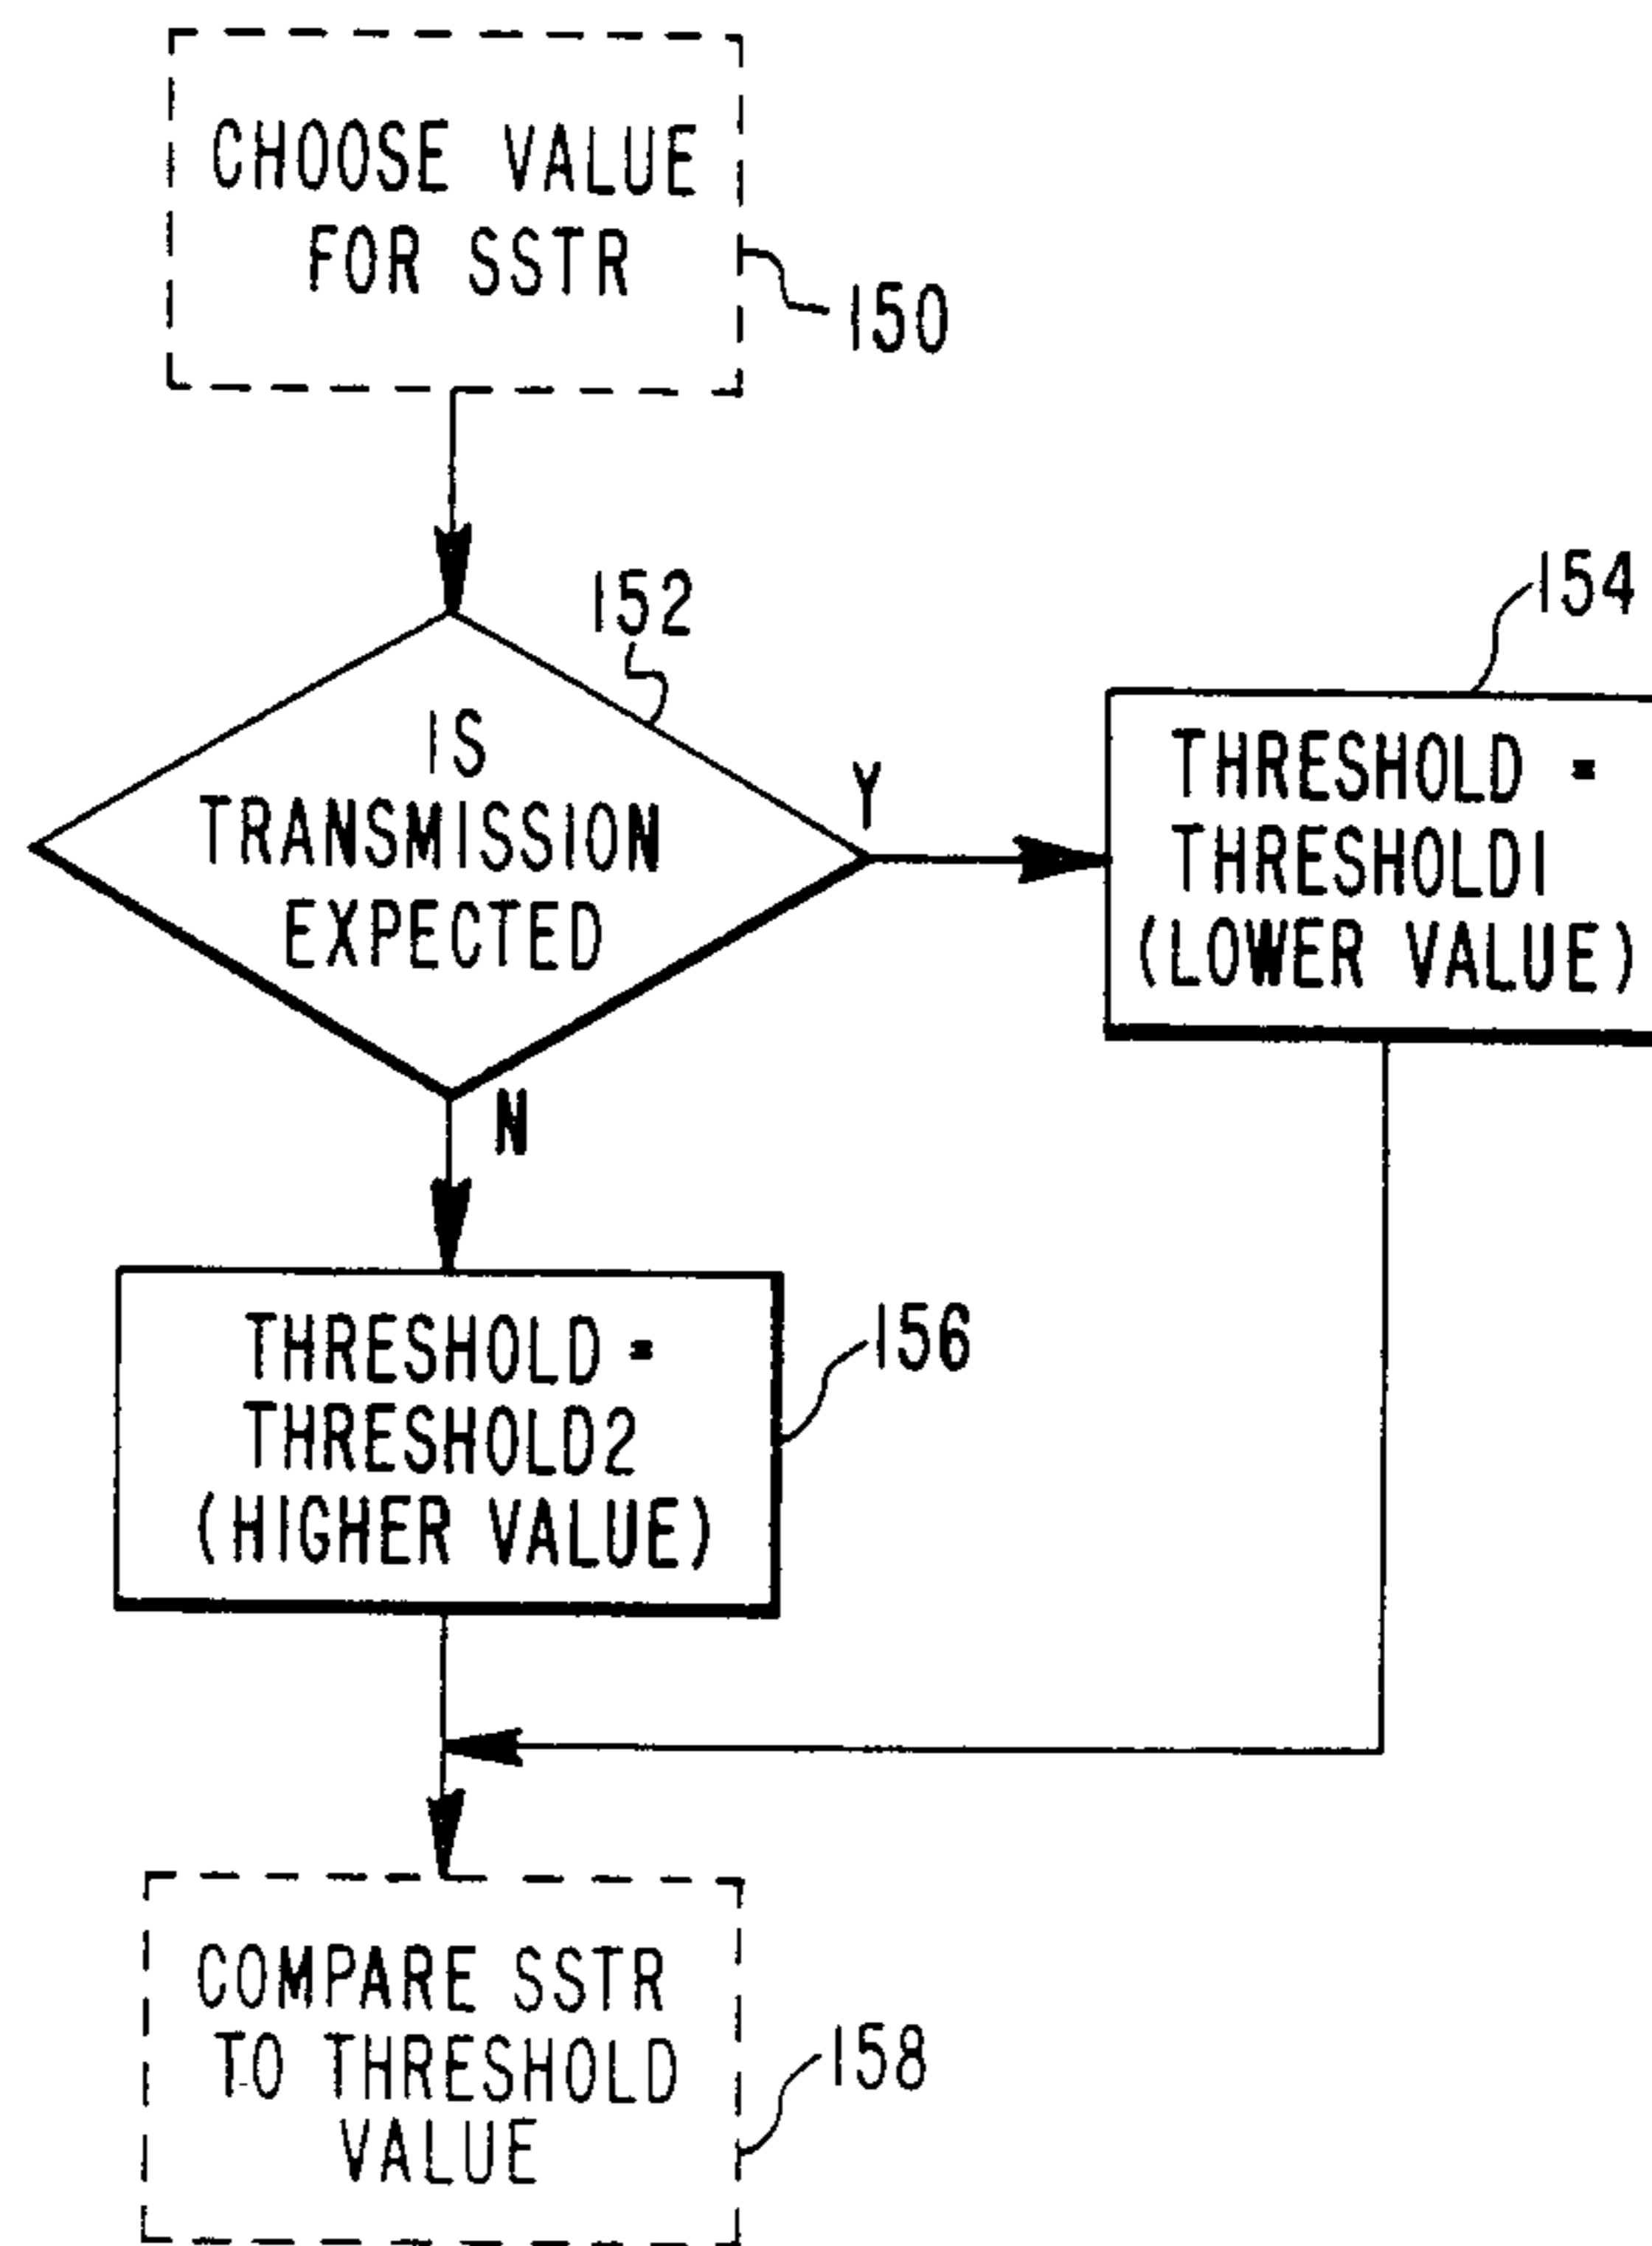 CHOOSE VALUE
FOR SSTR
150
152
IS
TRANSMISSION
EXPECTED
Y
154
THRESHOLD =
THRESHOLD1
(LOWER VALUE)
N
THRESHOLD =
THRESHOLD2
(HIGHER VALUE)
156
COMPARE SSTR
TO THRESHOLD
VALUE
158